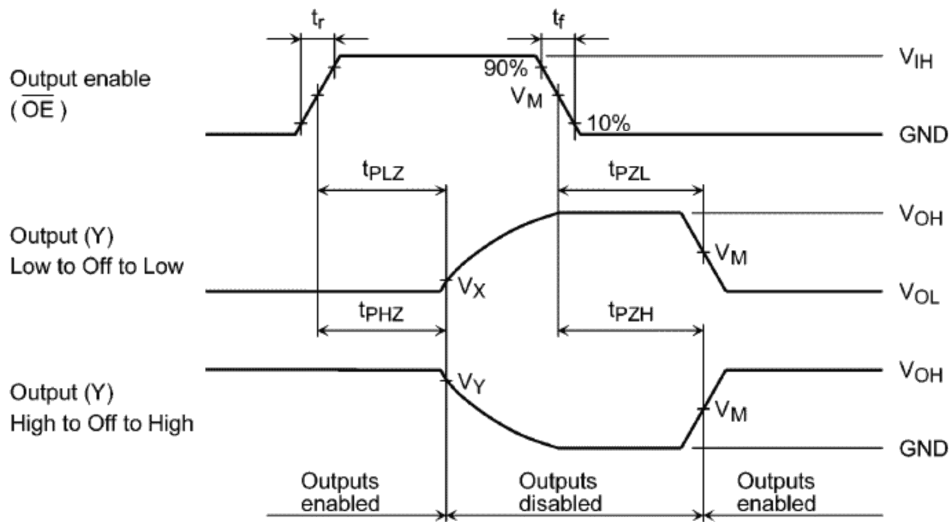 tr
tf
Output enable
( OE )
90%
VM
10%
VIH
GND
tPLZ
tPZL
Output (Y)
Low to Off to Low
VX
VM
VOH
VOL
tPHZ
tPZH
Output (Y)
High to Off to High
VY
VM
VOH
GND
Outputs
enabled
Outputs
disabled
Outputs
enabled